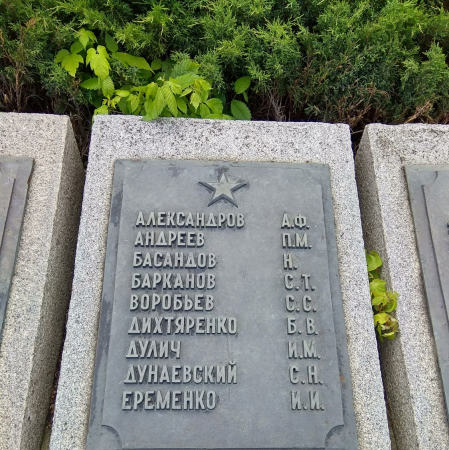 АЛЕКСАНДРОВ А.Ф.
АНДРЕЕВ П.М.
БАСАНДОВ Н.
БАРКАНОВ С.Т.
ВОРОБЬЕВ С.С.
ДИХТЯРЕНКО Б.В.
ДУЛИЧ И.М.
ДУНАЕВСКИЙ С.Н.
ЕРЕМЕНКО И.И.